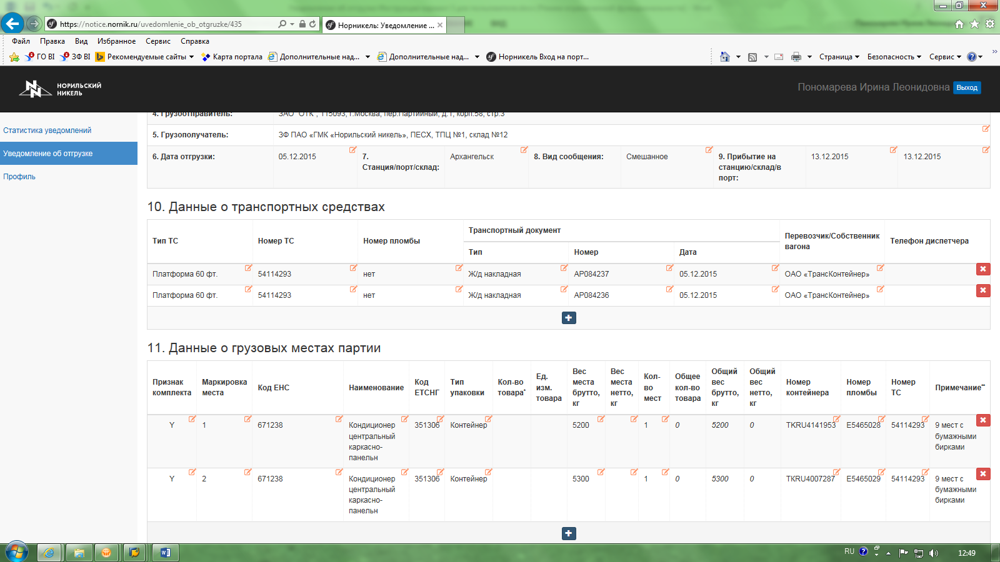 https://notice.nornik.ru/uvedomlenie_ob_otgruzke/435
Норникель: Уведомление ...
Файл Правка Вид Избранное Сервис Справка
ГО BI ЗФ BI Рекомендуемые сайты Карта портала Дополнительные над... Дополнительные над... Норникель Вход на порт...
Страница Безопасность Сервис
НОРИЛЬСКИЙ
НИКЕЛЬ
Пономарева Ирина Леонидовна Выход
Статистика уведомлений
Уведомление об отгрузке
Профиль
4. Грузоотправитель: ЗАО "ОТК", 115093, г.Москва, пер.Партийный, д.1, корп.58, стр.3
5. Грузополучатель: ЗФ ПАО «ГМК «Норильский никель», ПЕСХ, ТПЦ №1, склад №12
6. Дата отгрузки: 05.12.2015 7. Станция/порт/склад: Архангельск 8. Вид сообщения: Смешанное 9. Прибытие на станцию/склад/в порт: 13.12.2015 13.12.2015
10. Данные о транспортных средствах
Тип ТС Номер ТС Номер пломбы Транспортный документ Перевозчик/Собственник вагона Телефон диспетчера
Тип Номер Дата
Платформа 60 фт. 54114293 нет Ж/д накладная АР084237 05.12.2015 ОАО «ТрансКонтейнер»
Платформа 60 фт. 54114293 нет Ж/д накладная АР084236 05.12.2015 ОАО «ТрансКонтейнер»
11. Данные о грузовых местах партии
Признак комплекта Маркировка места Код ЕНС Наименование Код ЕТСНГ Тип упаковки Кол-во товара* Ед. изм. товара Вес места брутто, кг Вес места нетто, кг Кол-во мест Общее кол-во товара Общий вес брутто, кг Общий вес нетто, кг Номер контейнера Номер пломбы Номер ТС Примечание**
Y 1 671238 Кондиционер центральный каркасно-панельн 351306 Контейнер 5200 1 0 5200 0 TKRU4141953 E5465028 54114293 9 мест с бумажными бирками
Y 2 671238 Кондиционер центральный каркасно-панельн 351306 Контейнер 5300 1 0 5300 0 TKRU4007287 E5465029 54114293 9 мест с бумажными бирками
RU 12:49